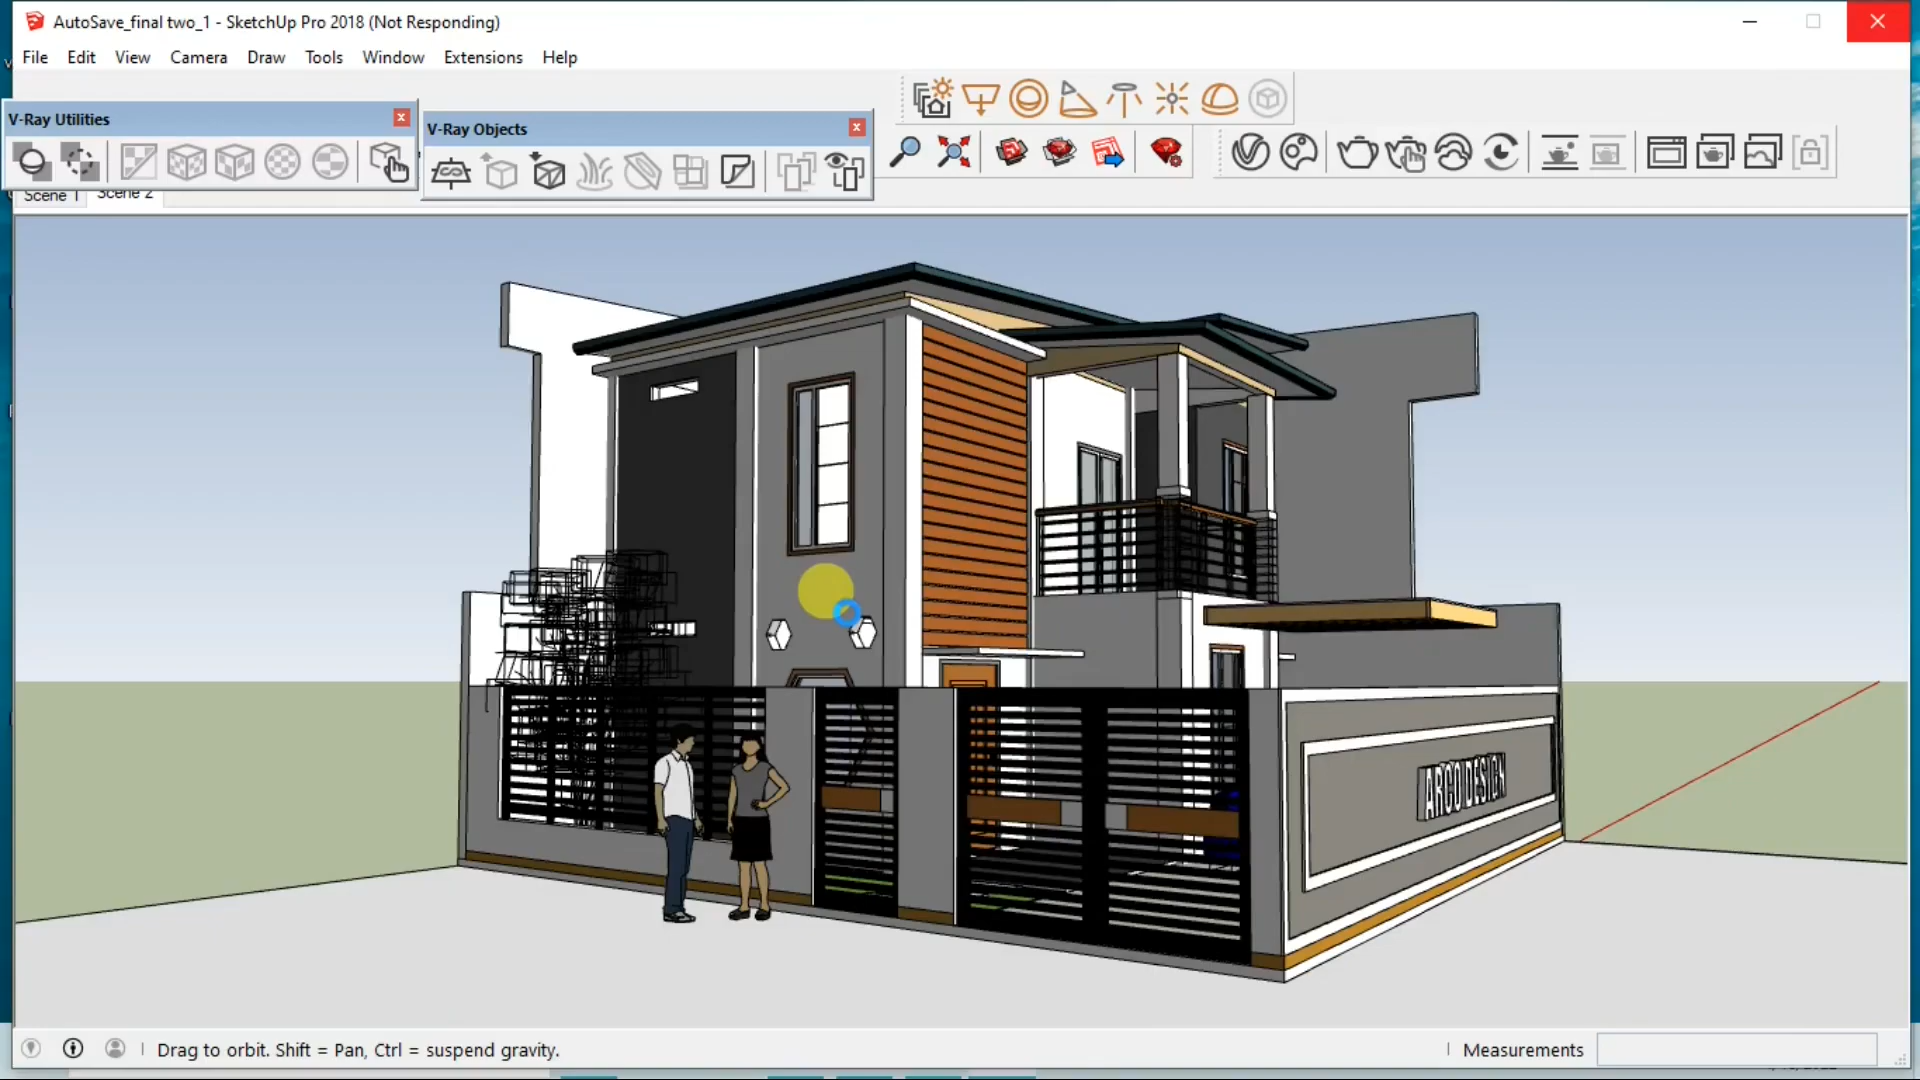 AutoSave_final two_1 - SketchUp Pro 2018 (Not Responding)
File Edit View Camera Draw Tools Window Extensions Help
V-Ray Utilities
V-Ray Objects
Scene 1 Scene 2
ARCO DESIGN
Drag to orbit. Shift = Pan, Ctrl = suspend gravity.
Measurements